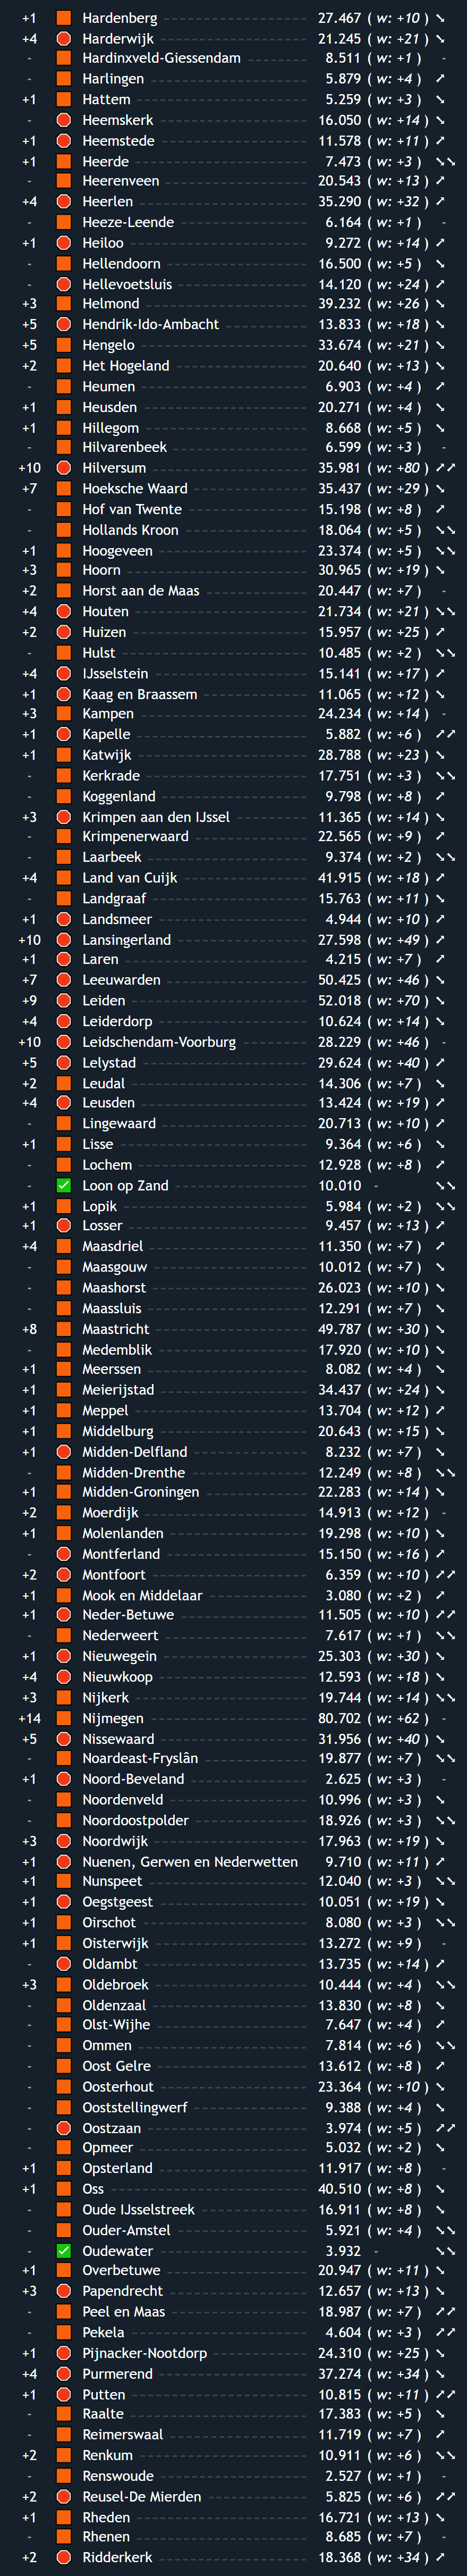 +1 Hardenberg 27.467 ( w: +10 ) ↘
+4 Harderwijk 21.245 ( w: +21 ) ↘
- Hardinxveld-Giessendam 8.511 ( w: +1 ) -
- Harlingen 5.879 ( w: +4 ) ↗
+1 Hattem 5.259 ( w: +3 ) ↘
- Heemskerk 16.050 ( w: +14 ) ↘
+1 Heemstede 11.578 ( w: +11 ) ↗
+1 Heerde 7.473 ( w: +3 ) ↘↘
- Heerenveen 20.543 ( w: +13 ) ↗
+4 Heerlen 35.290 ( w: +32 ) ↗
- Heeze-Leende 6.164 ( w: +1 ) -
+1 Heiloo 9.272 ( w: +14 ) ↗
- Hellendoorn 16.500 ( w: +5 ) ↘
- Hellevoetsluis 14.120 ( w: +24 ) ↗
+3 Helmond 39.232 ( w: +26 ) ↘
+5 Hendrik-Ido-Ambacht 13.833 ( w: +18 ) ↘
+5 Hengelo 33.674 ( w: +21 ) ↘
+2 Het Hogeland 20.640 ( w: +13 ) ↘
- Heumen 6.903 ( w: +4 ) ↗
+1 Heusden 20.271 ( w: +4 ) ↘
+1 Hillegom 8.668 ( w: +5 ) ↘
- Hilvarenbeek 6.599 ( w: +3 ) -
+10 Hilversum 35.981 ( w: +80 ) ↗↗
+7 Hoeksche Waard 35.437 ( w: +29 ) ↘
- Hof van Twente 15.198 ( w: +8 ) ↗
- Hollands Kroon 18.064 ( w: +5 ) ↘↘
+1 Hoogeveen 23.374 ( w: +5 ) ↘↘
+3 Hoorn 30.965 ( w: +19 ) ↘
+2 Horst aan de Maas 20.447 ( w: +7 ) -
+4 Houten 21.734 ( w: +21 ) ↘↘
+2 Huizen 15.957 ( w: +25 ) ↗
- Hulst 10.485 ( w: +2 ) ↘↘
+4 IJsselstein 15.141 ( w: +17 ) ↗
+1 Kaag en Braassem 11.065 ( w: +12 ) ↘
+3 Kampen 24.234 ( w: +14 ) -
+1 Kapelle 5.882 ( w: +6 ) ↗↗
+1 Katwijk 28.788 ( w: +23 ) ↘
- Kerkrade 17.751 ( w: +3 ) ↘↘
- Koggenland 9.798 ( w: +8 ) ↗
+3 Krimpen aan den IJssel 11.365 ( w: +14 ) ↘
- Krimpenerwaard 22.565 ( w: +9 ) ↗
- Laarbeek 9.374 ( w: +2 ) ↘↘
+4 Land van Cuijk 41.915 ( w: +18 ) ↗
- Landgraaf 15.763 ( w: +11 ) ↘
+1 Landsmeer 4.944 ( w: +10 ) ↗
+10 Lansingerland 27.598 ( w: +49 ) ↗
+1 Laren 4.215 ( w: +7 ) ↗
+7 Leeuwarden 50.425 ( w: +46 ) ↘
+9 Leiden 52.018 ( w: +70 ) ↘
+4 Leiderdorp 10.624 ( w: +14 ) ↘
+10 Leidschendam-Voorburg 28.229 ( w: +46 ) -
+5 Lelystad 29.624 ( w: +40 ) ↗
+2 Leudal 14.306 ( w: +7 ) ↘
+4 Leusden 13.424 ( w: +19 ) ↗
- Lingewaard 20.713 ( w: +10 ) ↗
+1 Lisse 9.364 ( w: +6 ) ↘
- Lochem 12.928 ( w: +8 ) ↗
- Loon op Zand 10.010 - ↘↘
+1 Lopik 5.984 ( w: +2 ) ↘↘
+1 Losser 9.457 ( w: +13 ) ↗
+4 Maasdriel 11.350 ( w: +7 ) ↗
- Maasgouw 10.012 ( w: +7 ) ↘
- Maashorst 26.023 ( w: +10 ) ↘
- Maassluis 12.291 ( w: +7 ) ↘
+8 Maastricht 49.787 ( w: +30 ) ↘
- Medemblik 17.920 ( w: +10 ) ↘
+1 Meerssen 8.082 ( w: +4 ) ↘
+1 Meierijstad 34.437 ( w: +24 ) ↘
+1 Meppel 13.704 ( w: +12 ) ↗
+1 Middelburg 20.643 ( w: +15 ) ↘
+1 Midden-Delfland 8.232 ( w: +7 ) ↘
- Midden-Drenthe 12.249 ( w: +8 ) ↘↘
+1 Midden-Groningen 22.283 ( w: +14 ) ↘
+2 Moerdijk 14.913 ( w: +12 ) -
+1 Molenlanden 19.298 ( w: +10 ) ↘
- Montferland 15.150 ( w: +16 ) ↗
+2 Montfoort 6.359 ( w: +10 ) ↗↗
+1 Mook en Middelaar 3.080 ( w: +2 ) ↗
+1 Neder-Betuwe 11.505 ( w: +10 ) ↗↗
- Nederweert 7.617 ( w: +1 ) ↘↘
+1 Nieuwegein 25.303 ( w: +30 ) ↘
+4 Nieuwkoop 12.593 ( w: +18 ) ↘
+3 Nijkerk 19.744 ( w: +14 ) ↘↘
+14 Nijmegen 80.702 ( w: +62 ) -
+5 Nissewaard 31.956 ( w: +40 ) ↘
- Noardeast-Fryslân 19.877 ( w: +7 ) ↘↘
+1 Noord-Beveland 2.625 ( w: +3 ) -
- Noordenveld 10.996 ( w: +3 ) ↘
- Noordoostpolder 18.926 ( w: +3 ) ↘↘
+3 Noordwijk 17.963 ( w: +19 ) ↘
+1 Nuenen, Gerwen en Nederwetten 9.710 ( w: +11 ) ↗
+1 Nunspeet 12.040 ( w: +3 ) ↘↘
+1 Oegstgeest 10.051 ( w: +19 ) ↘
+1 Oirschot 8.080 ( w: +3 ) ↘↘
+1 Oisterwijk 13.272 ( w: +9 ) -
- Oldambt 13.735 ( w: +14 ) ↗
+3 Oldebroek 10.444 ( w: +4 ) ↘↘
- Oldenzaal 13.830 ( w: +8 ) ↘
- Olst-Wijhe 7.647 ( w: +4 ) ↗
- Ommen 7.814 ( w: +6 ) ↘↘
- Oost Gelre 13.612 ( w: +8 ) ↗
- Oosterhout 23.364 ( w: +10 ) ↘
- Ooststellingwerf 9.388 ( w: +4 ) ↘
- Oostzaan 3.974 ( w: +5 ) ↗↗
- Opmeer 5.032 ( w: +2 ) ↘
+1 Opsterland 11.917 ( w: +8 ) -
+1 Oss 40.510 ( w: +8 ) ↘
- Oude IJsselstreek 16.911 ( w: +8 ) ↘
- Ouder-Amstel 5.921 ( w: +4 ) ↘↘
- Oudewater 3.932 - ↘↘
+1 Overbetuwe 20.947 ( w: +11 ) ↘
+3 Papendrecht 12.657 ( w: +13 ) ↘
- Peel en Maas 18.987 ( w: +7 ) ↗↗
- Pekela 4.604 ( w: +3 ) ↗↗
+1 Pijnacker-Nootdorp 24.310 ( w: +25 ) ↘
+4 Purmerend 37.274 ( w: +34 ) ↘
+1 Putten 10.815 ( w: +11 ) ↗↗
- Raalte 17.383 ( w: +5 ) ↘
- Reimerswaal 11.719 ( w: +7 ) ↗
+2 Renkum 10.911 ( w: +6 ) ↘↘
- Renswoude 2.527 ( w: +1 ) -
+2 Reusel-De Mierden 5.825 ( w: +6 ) ↗↗
+1 Rheden 16.721 ( w: +13 ) ↘
- Rhenen 8.685 ( w: +7 ) -
+2 Ridderkerk 18.368 ( w: +34 ) ↗